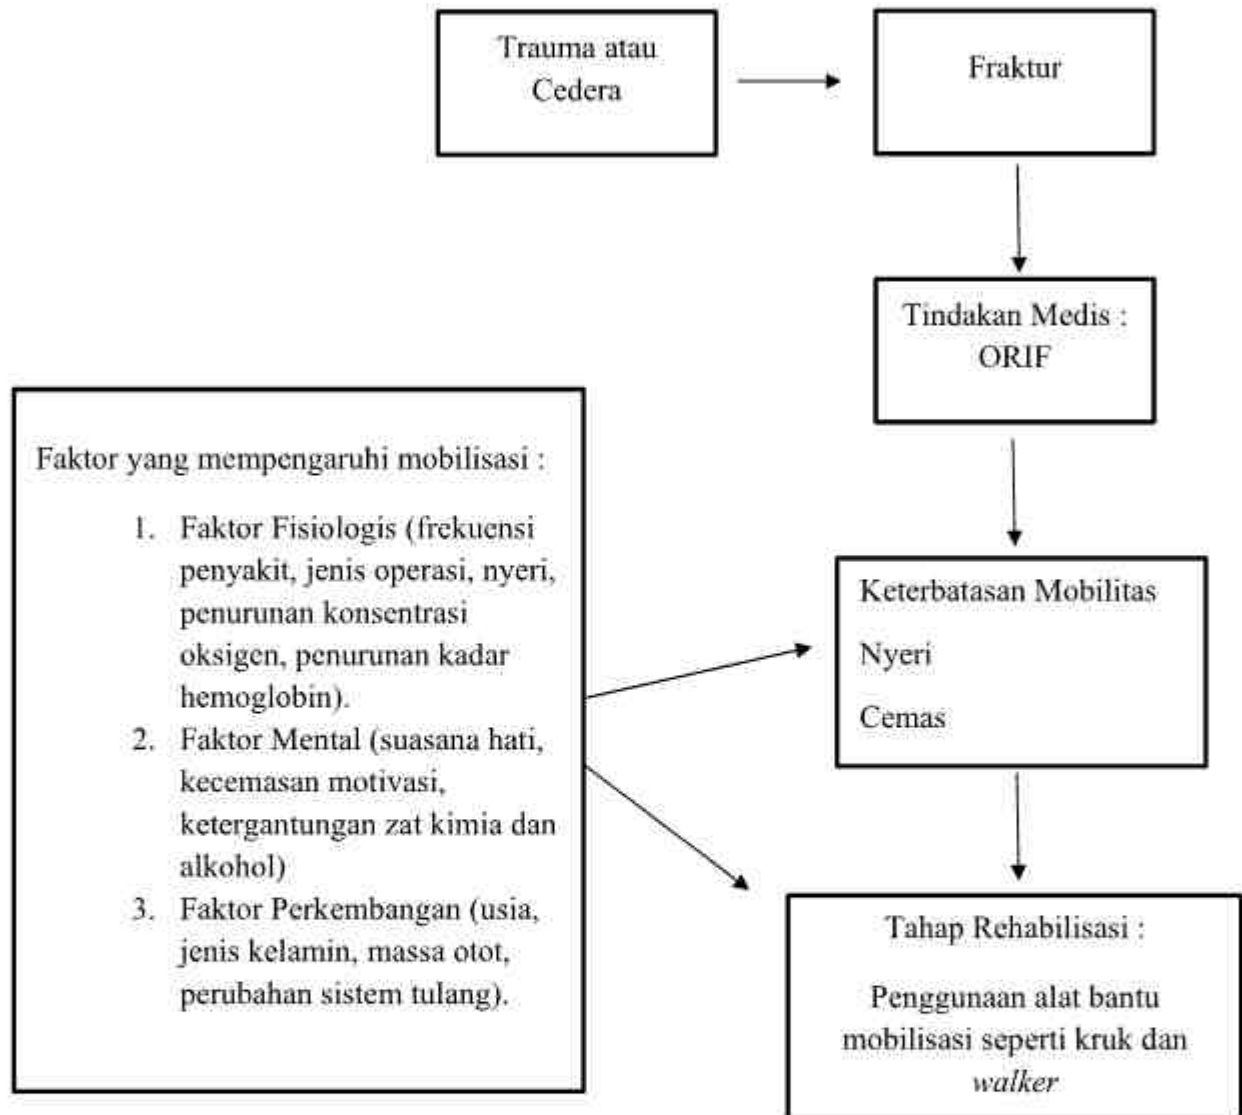 Trauma atau
Cedera
Fraktur
Tindakan Medis :
ORIF
Faktor yang mempengaruhi mobilisasi :
1. Faktor Fisiologis (frekuensi
penyakit, jenis operasi, nyeri,
penurunan konsentrasi
oksigen, penurunan kadar
hemoglobin).
2. Faktor Mental (suasana hati,
kecemasan motivasi,
ketergantungan zat kimia dan
alkohol)
3. Faktor Perkembangan (usia,
jenis kelamin, massa otot,
perubahan sistem tulang).
Keterbatasan Mobilitas
Nyeri
Cemas
Tahap Rehabilisasi :
Penggunaan alat bantu
mobilisasi seperti kruk dan
walker